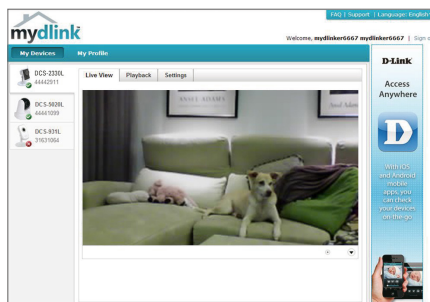 FAQ | Support | Language: English
mydlink
Welcome, mydlinker6667 mydlinker6667 | Sign
My Devices
My Profile
DCS-2330L
44442911
DCS-5020L
44441099
DCS-931L
31631064
Live View
Playback
Settings
ANSEL ADAMS
Ansel Adams
D-Link
Access
Anywhere
D
With iOS
and Android
mobile
apps, you
can check
your devices
on-the-go